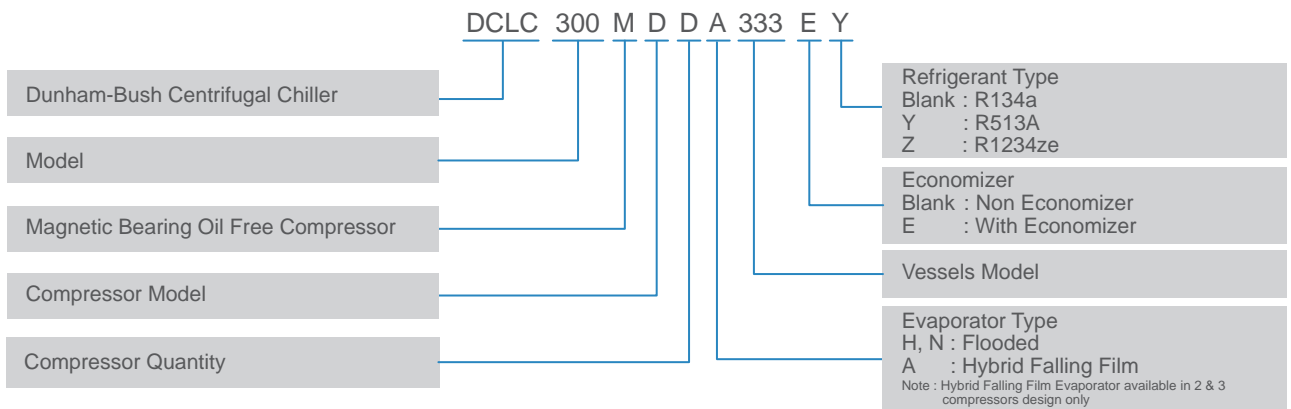 DCLC 300 M D D A 333 E Y
Dunham-Bush Centrifugal Chiller
Model
Magnetic Bearing Oil Free Compressor
Compressor Model
Compressor Quantity
Refrigerant Type
Blank : R134a
Y : R513A
Z : R1234ze
Economizer
Blank : Non Economizer
E : With Economizer
Vessels Model
Evaporator Type
H, N : Flooded
A : Hybrid Falling Film
Note : Hybrid Falling Film Evaporator available in 2 & 3
compressors design only